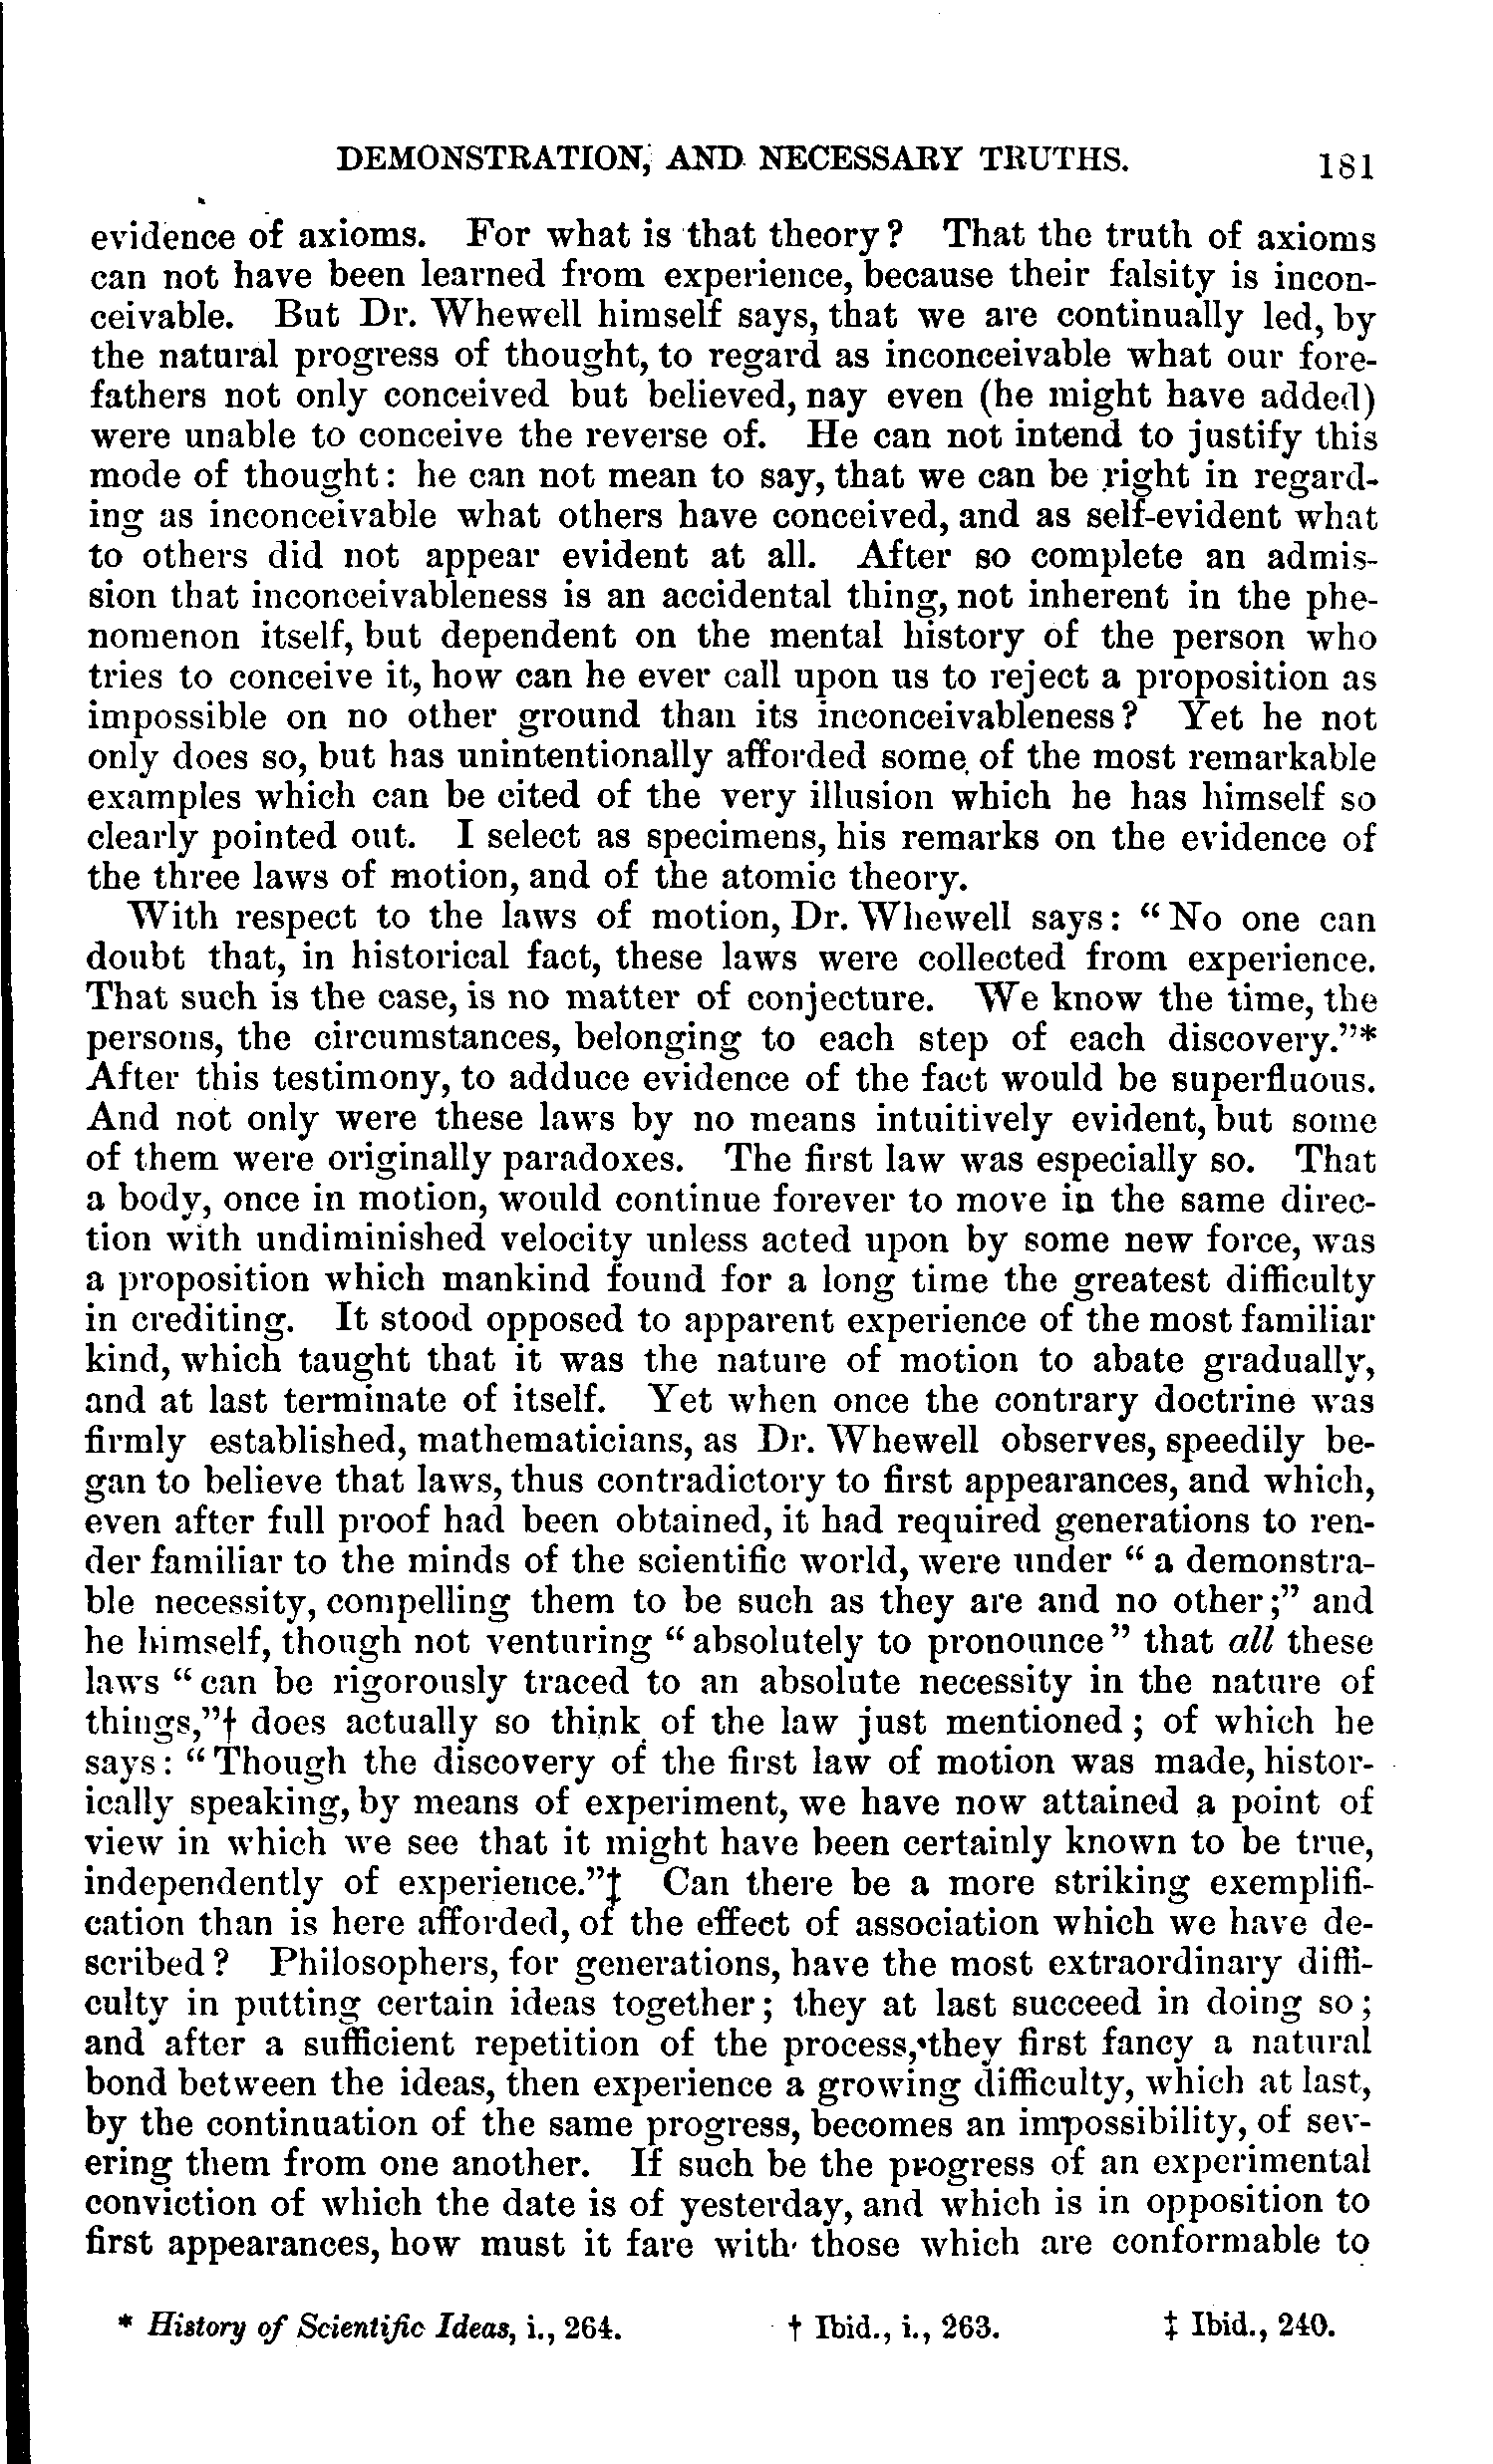 DEMONSTRATION, AND NECESSARY TRUTHS. 181
evidence of axioms. For what is that theory? That the truth of axioms
can not have been learned from experience, because their falsity is incon-
ceivable. But Dr. Whewell himself says, that we are continually led, by
the natural progress of thought, to regard as inconceivable what our fore-
fathers not only conceived but believed, nay even (he might have added)
were unable to conceive the reverse of. He can not intend to justify this
mode of thought: he can not mean to say, that we can be right in regard-
ing as inconceivable what others have conceived, and as self-evident what
to others did not appear evident at all. After so complete an admis-
sion that inconceivableness is an accidental thing, not inherent in the phe-
nomenon itself, but dependent on the mental history of the person who
tries to conceive it, how can he ever call upon us to reject a proposition as
impossible on no other ground than its inconceivableness? Yet he not
only does so, but has unintentionally afforded some of the most remarkable
examples which can be cited of the very illusion which he has himself so
clearly pointed out. I select as specimens, his remarks on the evidence of
the three laws of motion, and of the atomic theory.
With respect to the laws of motion, Dr. Whewell says: “No one can
doubt that, in historical fact, these laws were collected from experience.
That such is the case, is no matter of conjecture. We know the time, the
persons, the circumstances, belonging to each step of each discovery.”*
After this testimony, to adduce evidence of the fact would be superfluous.
And not only were these laws by no means intuitively evident, but some
of them were originally paradoxes. The first law was especially so. That
a body, once in motion, would continue forever to move in the same direc-
tion with undiminished velocity unless acted upon by some new force, was
a proposition which mankind found for a long time the greatest difficulty
in crediting. It stood opposed to apparent experience of the most familiar
kind, which taught that it was the nature of motion to abate gradually,
and at last terminate of itself. Yet when once the contrary doctrine was
firmly established, mathematicians, as Dr. Whewell observes, speedily be-
gan to believe that laws, thus contradictory to first appearances, and which,
even after full proof had been obtained, it had required generations to ren-
der familiar to the minds of the scientific world, were under “a demonstra-
ble necessity, compelling them to be such as they are and no other;” and
he himself, though not venturing “absolutely to pronounce” that all these
laws “can be rigorously traced to an absolute necessity in the nature of
things,”† does actually so think of the law just mentioned; of which he
says: “Though the discovery of the first law of motion was made, histor-
ically speaking, by means of experiment, we have now attained a point of
view in which we see that it might have been certainly known to be true,
independently of experience.”‡ Can there be a more striking exemplifi-
cation than is here afforded, of the effect of association which we have de-
scribed? Philosophers, for generations, have the most extraordinary diffi-
culty in putting certain ideas together; they at last succeed in doing so;
and after a sufficient repetition of the process, they first fancy a natural
bond between the ideas, then experience a growing difficulty, which at last,
by the continuation of the same progress, becomes an impossibility, of sev-
ering them from one another. If such be the progress of an experimental
conviction of which the date is of yesterday, and which is in opposition to
first appearances, how must it fare with those which are conformable to
* History of Scientific Ideas, i., 264. † Ibid., i., 263. ‡ Ibid., 240.